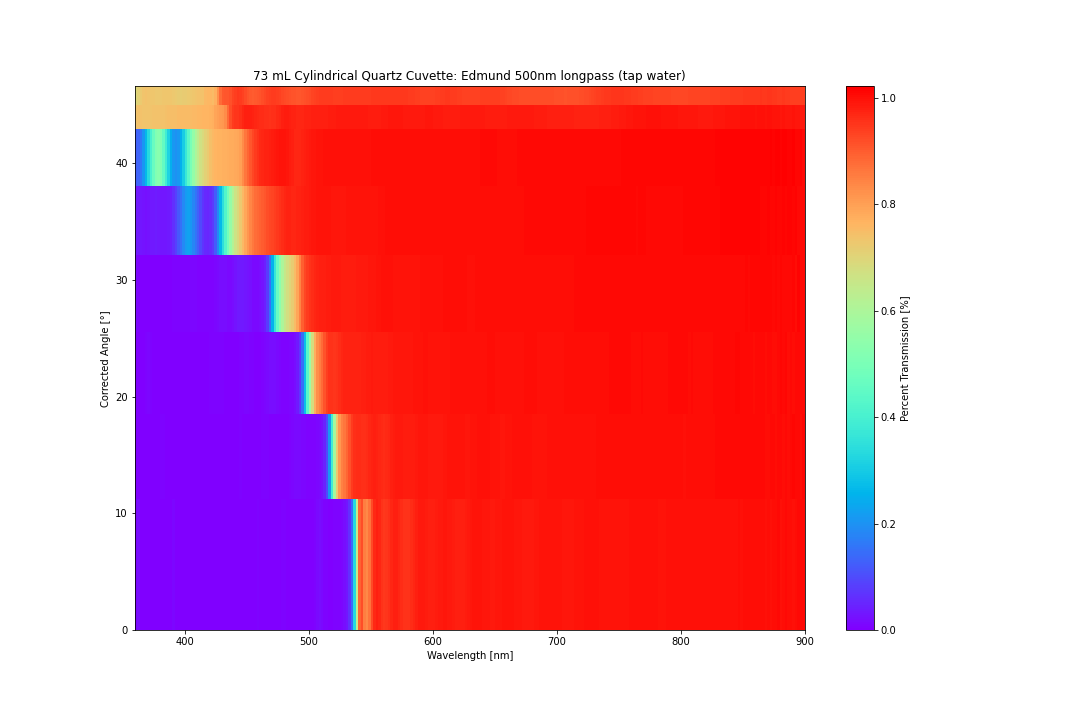 73 mL Cylindrical Quartz Cuvette: Edmund 500nm longpass (tap water)
Corrected Angle [°]
40
30
20
10
0
400 500 600 700 800 900
Wavelength [nm]
1.0
0.8
0.6
0.4
0.2
0.0
Percent Transmission [%]